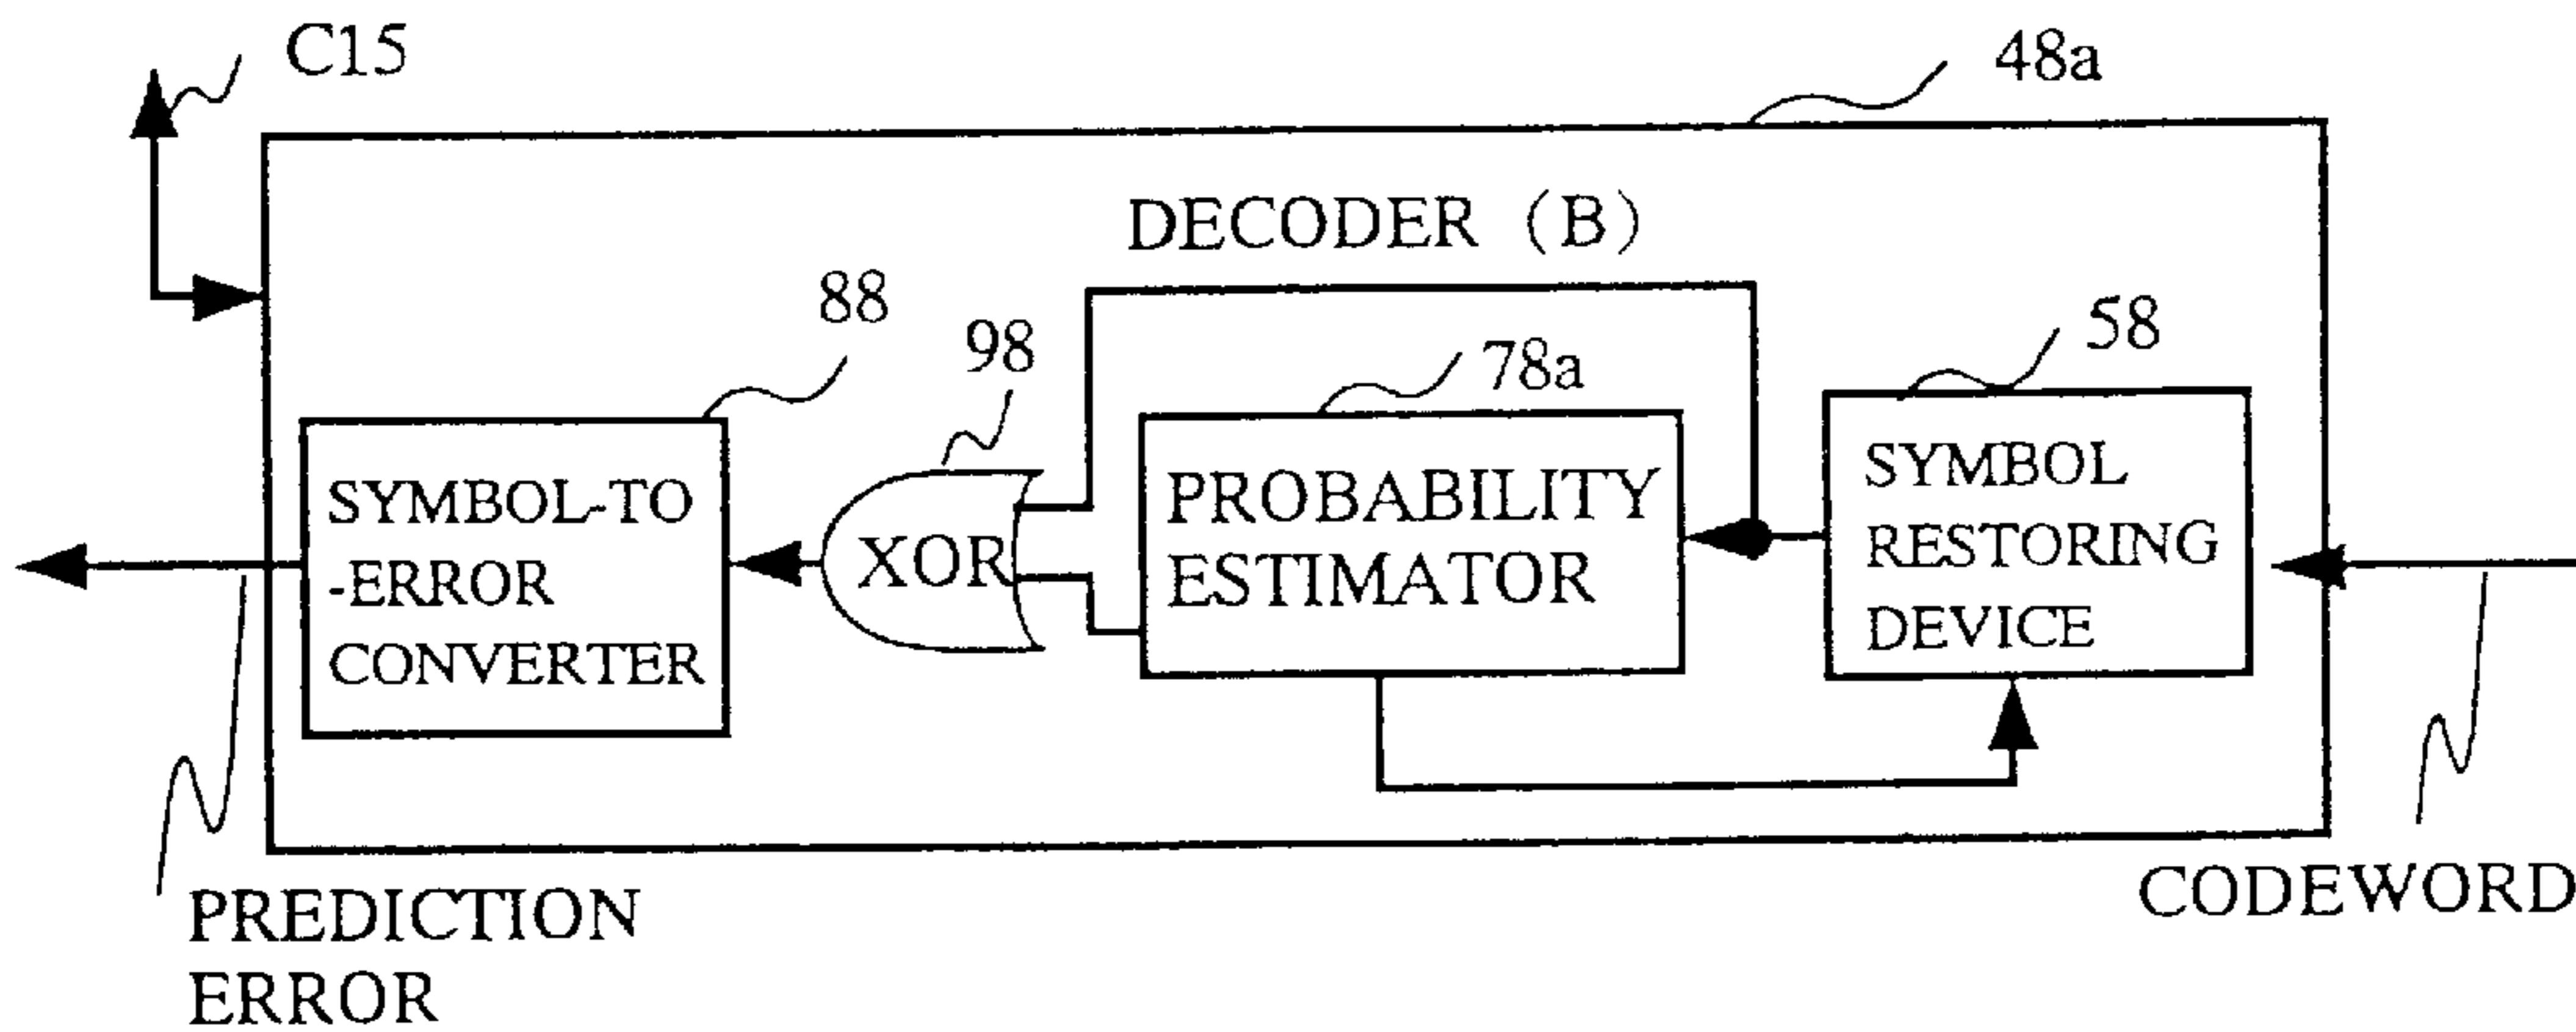 C15
48a
DECODER (B)
88
98
78a
58
SYMBOL-TO
-ERROR
CONVERTER
XOR
PROBABILITY
ESTIMATOR
SYMBOL
RESTORING
DEVICE
PREDICTION
ERROR
CODEWORD